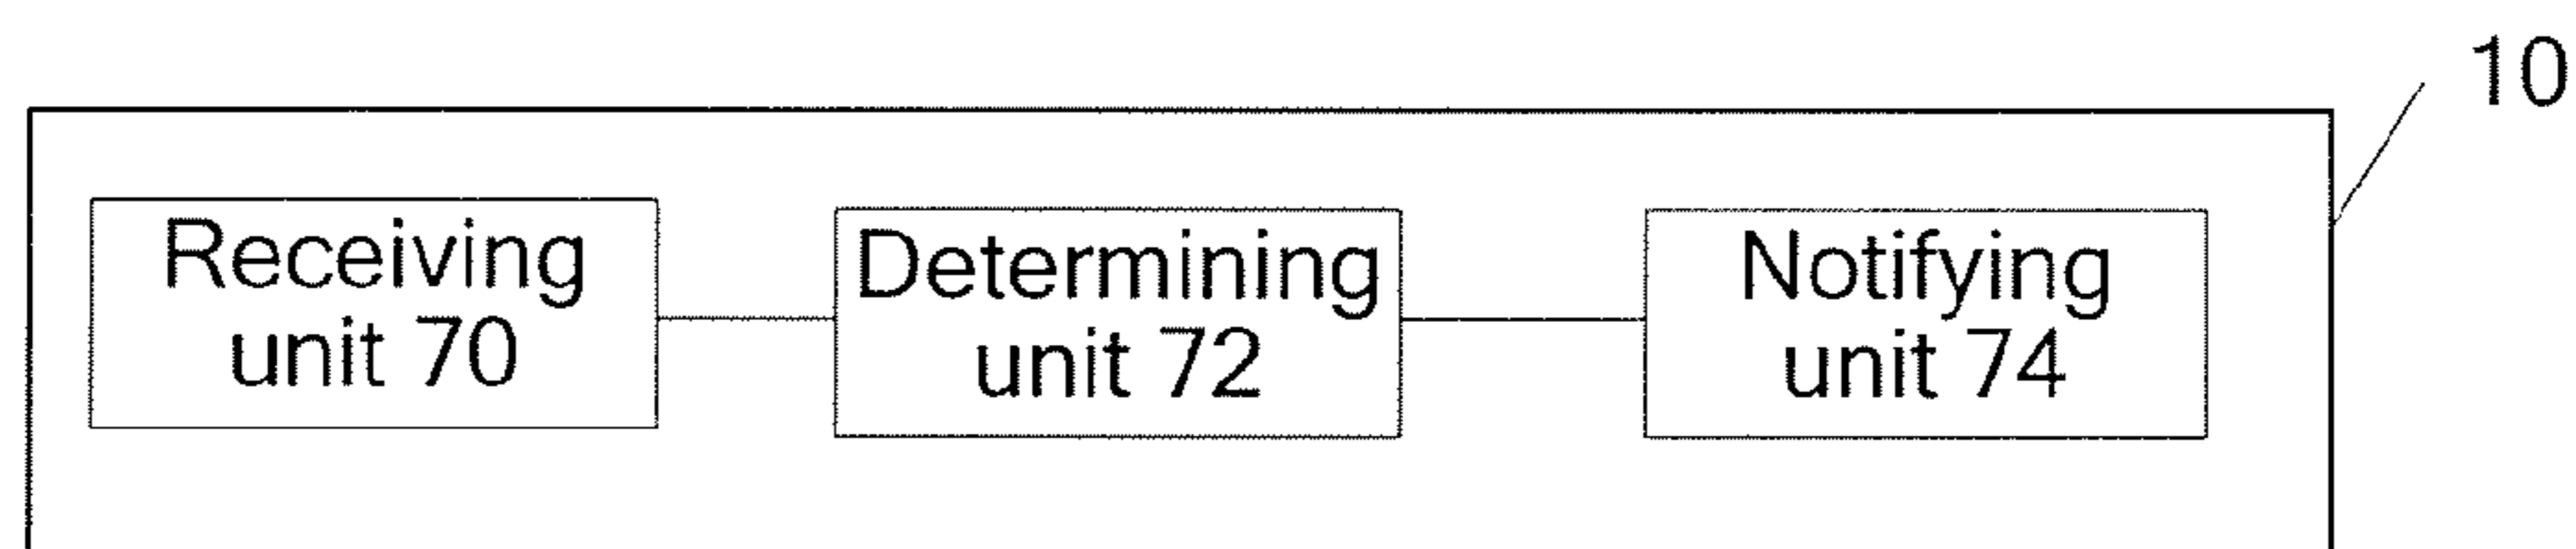 10
Receiving
unit 70
Determining
unit 72
Notifying
unit 74